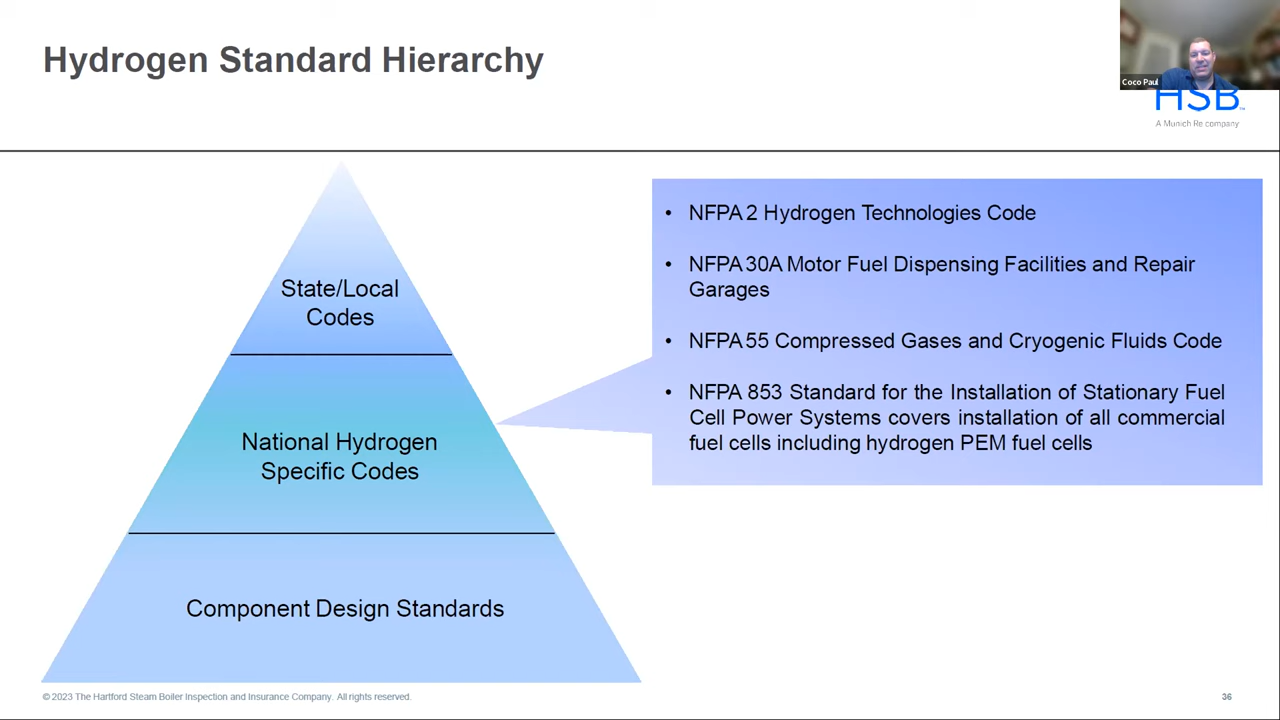 Hydrogen Standard Hierarchy
Coco Paul
HSB
A Munich Re company
State/Local
Codes
National Hydrogen
Specific Codes
Component Design Standards
• NFPA 2 Hydrogen Technologies Code
• NFPA 30A Motor Fuel Dispensing Facilities and Repair
Garages
• NFPA 55 Compressed Gases and Cryogenic Fluids Code
• NFPA 853 Standard for the Installation of Stationary Fuel
Cell Power Systems covers installation of all commercial
fuel cells including hydrogen PEM fuel cells
© 2023 The Hartford Steam Boiler Inspection and Insurance Company. All rights reserved.
36